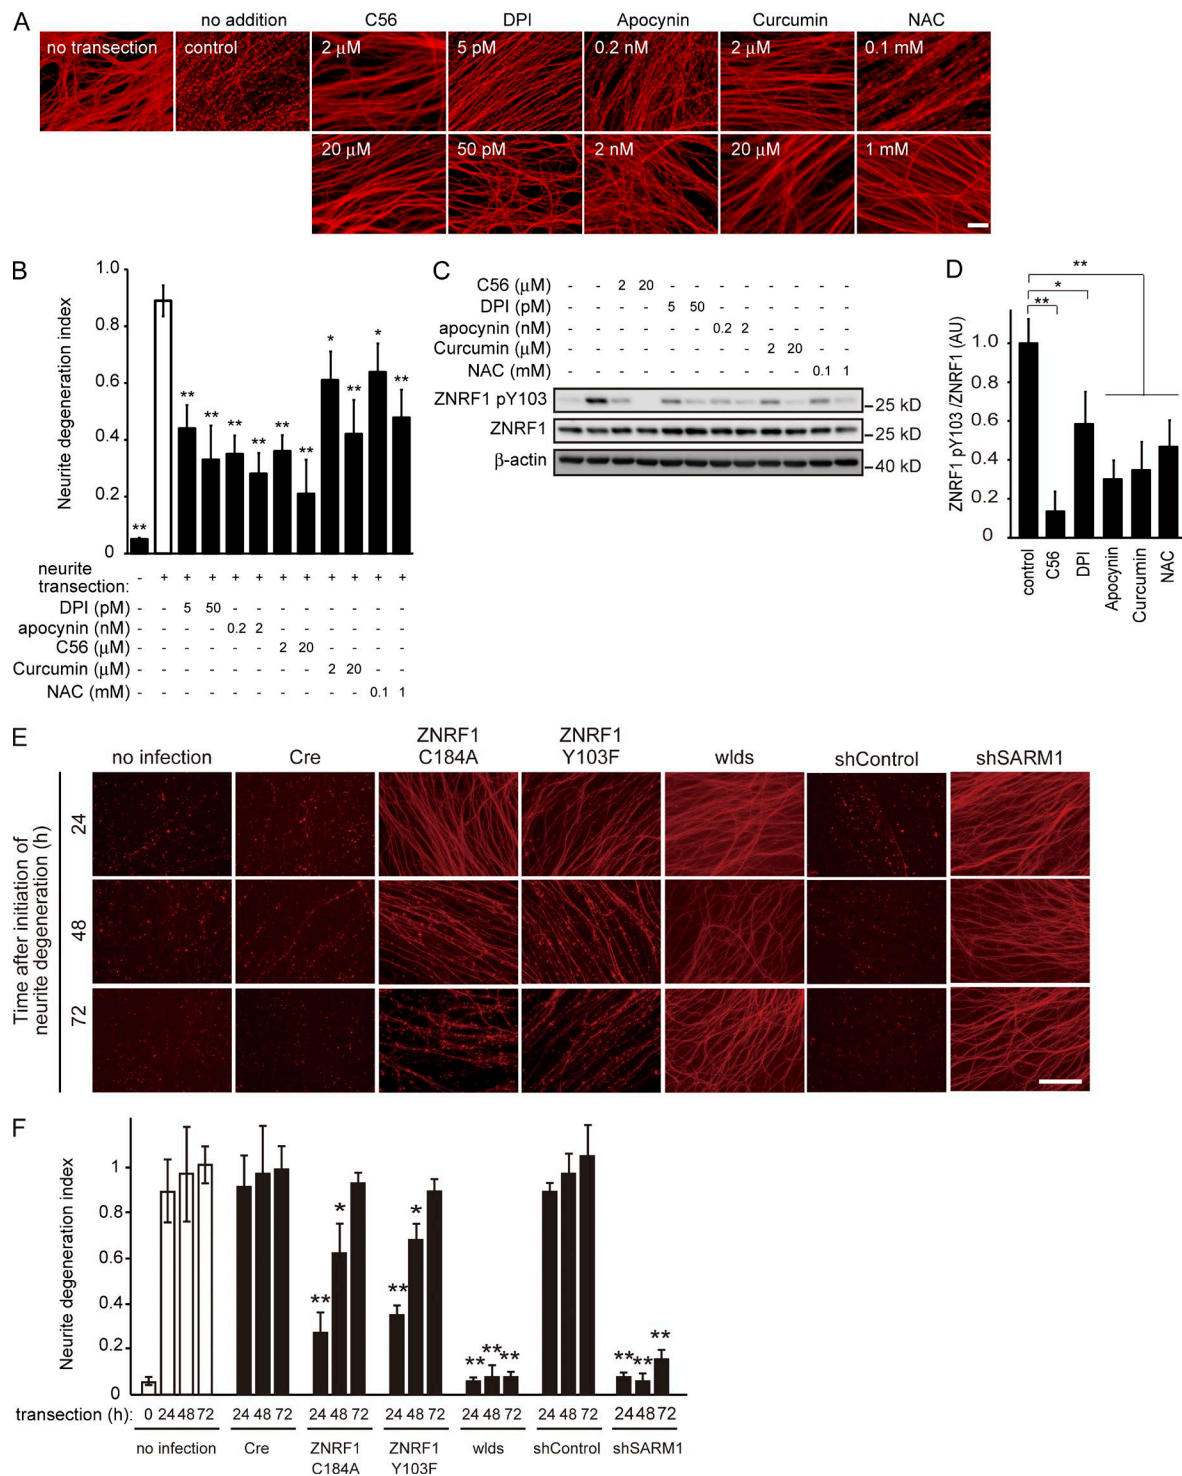 A
no addition C56 DPI Apocynin Curcumin NAC
no transection control 2 μM 5 pM 0.2 nM 2 μM 0.1 mM
20 μM 50 pM 2 nM 20 μM 1 mM
B
Neurite degeneration index
1.0
0.8
0.6
0.4
0.2
0
** ** ** ** ** ** ** * ** * **
neurite
transection: - + + + + + + + + + + +
DPI (pM) - - 5 50 - - - - - - - -
apocynin (nM) - - - - 0.2 2 - - - - - -
C56 (μM) - - - - - - 2 20 - - - -
Curcumin (μM) - - - - - - - - 2 20 - -
NAC (mM) - - - - - - - - - - 0.1 1
C
C56 (μM) - - 2 20 - - - - - - - -
DPI (pM) - - - - 5 50 - - - - - -
apocynin (nM) - - - - - - 0.2 2 - - - -
Curcumin (μM) - - - - - - - - 2 20 - -
NAC (mM) - - - - - - - - - - 0.1 1
ZNRF1 pY103 25 kD
ZNRF1 25 kD
β-actin 40 kD
D
ZNRF1 pY103 /ZNRF1 (AU)
**
*
**
1.0
0.8
0.6
0.4
0.2
0
control C56 DPI Apocynin Curcumin NAC
E
no infection Cre ZNRF1 C184A ZNRF1 Y103F wlds shControl shSARM1
Time after initiation of
neurite degeneration (h)
24
48
72
F
Neurite degeneration index
1
0.8
0.6
0.4
0.2
0
** * ** * ** ** ** ** ** **
transection (h): 0 24 48 72 24 48 72 24 48 72 24 48 72 24 48 72 24 48 72 24 48 72
no infection Cre ZNRF1 ZNRF1 wlds shControl shSARM1
C184A Y103F